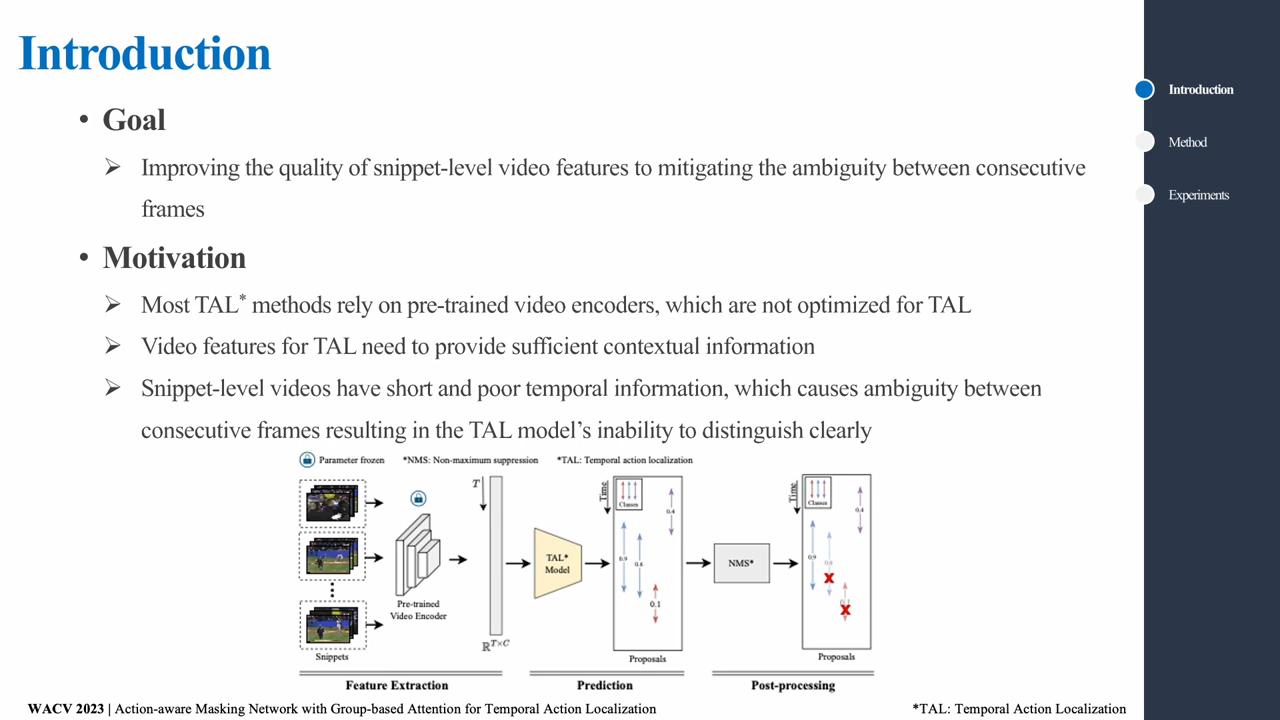 Introduction
• Goal
➢ Improving the quality of snippet-level video features to mitigating the ambiguity between consecutive
frames
• Motivation
➢ Most TAL* methods rely on pre-trained video encoders, which are not optimized for TAL
➢ Video features for TAL need to provide sufficient contextual information
➢ Snippet-level videos have short and poor temporal information, which causes ambiguity between
consecutive frames resulting in the TAL model's inability to distinguish clearly
Parameter frozen *NMS: Non-maximum suppression *TAL: Temporal action localization
Snippets
Pre-trained
Video Encoder
T
ℝ^{T×C}
TAL*
Model
Time
Classes
0.4
0.9
0.8
0.1
Proposals
NMS*
Time
Classes
0.4
0.9
0.8
0.1
X
X
Proposals
Feature Extraction
Prediction
Post-processing
WACV 2023 | Action-aware Masking Network with Group-based Attention for Temporal Action Localization
*TAL: Temporal Action Localization
Introduction
Method
Experiments